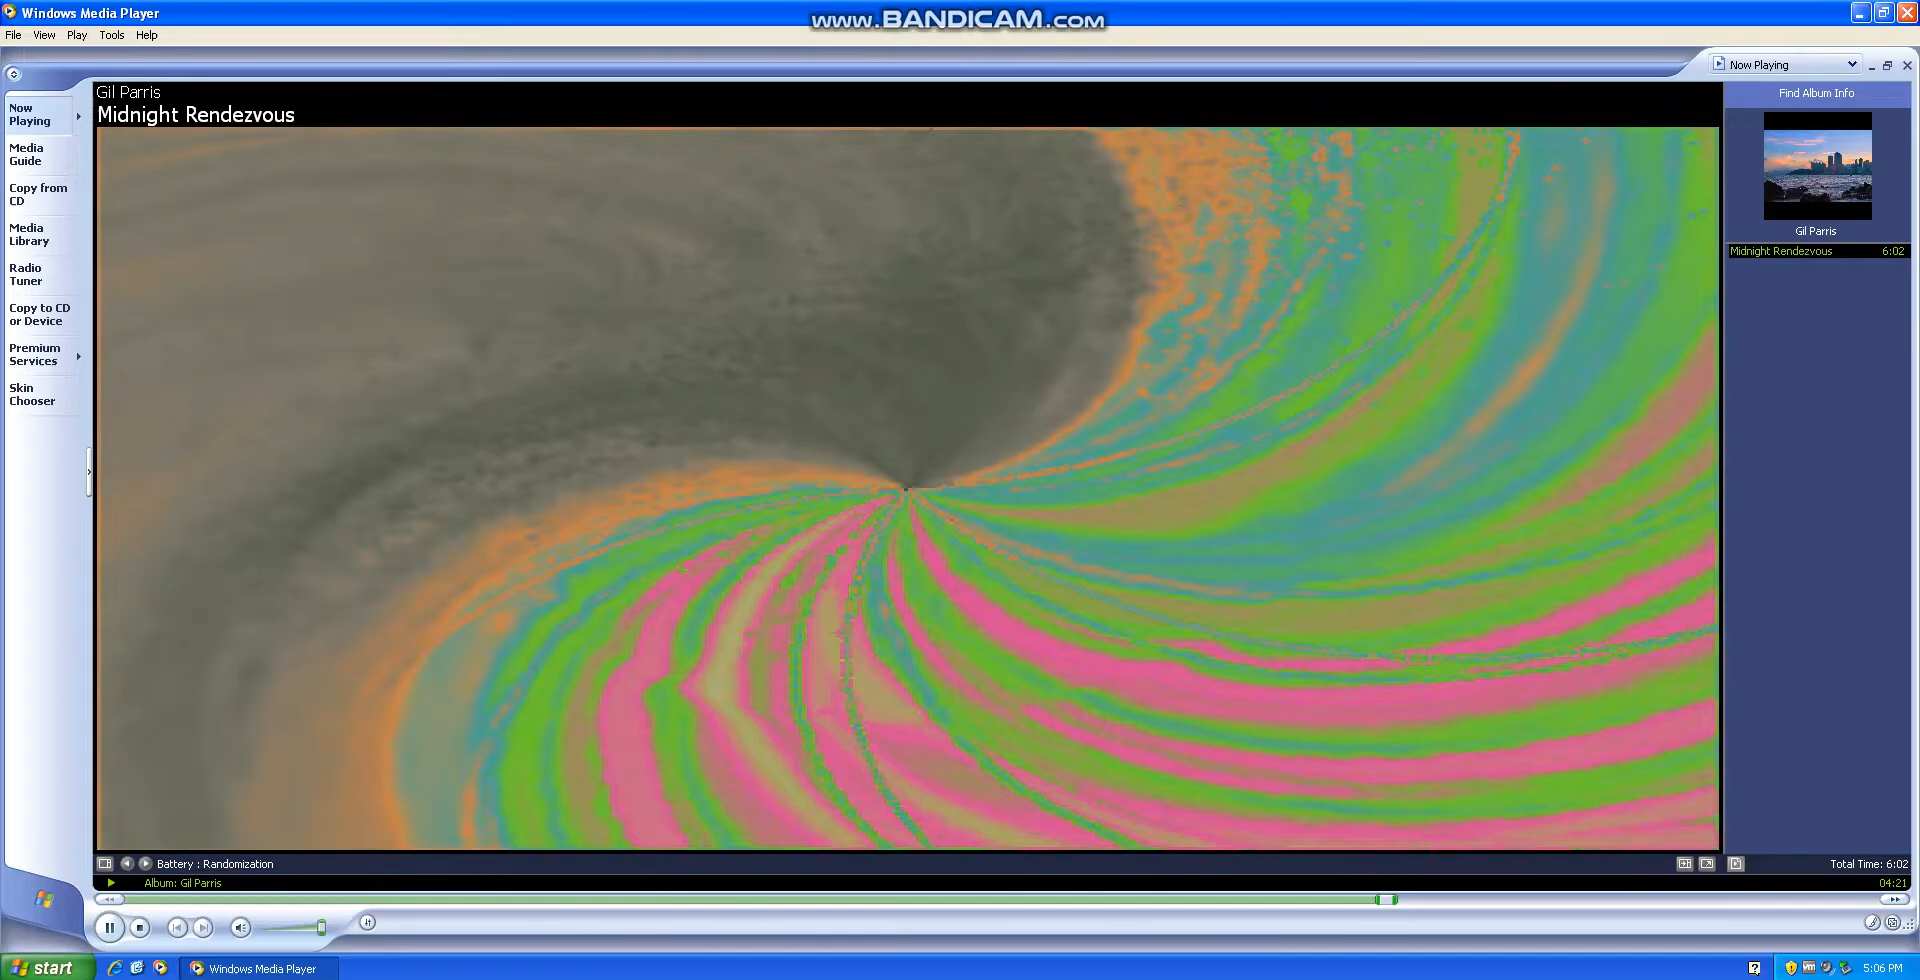 Windows Media Player
www.BANDICAM.com
File View Play Tools Help
Now Playing
Gil Parris
Midnight Rendezvous
Find Album Info
Now
Playing
Media
Guide
Copy from
CD
Media
Library
Radio
Tuner
Copy to CD
or Device
Premium
Services
Skin
Chooser
Gil Parris
Midnight Rendezvous 6:02
Battery : Randomization
Total Time: 6:02
Album: Gil Parris
04:21
start
Windows Media Player
5:06 PM